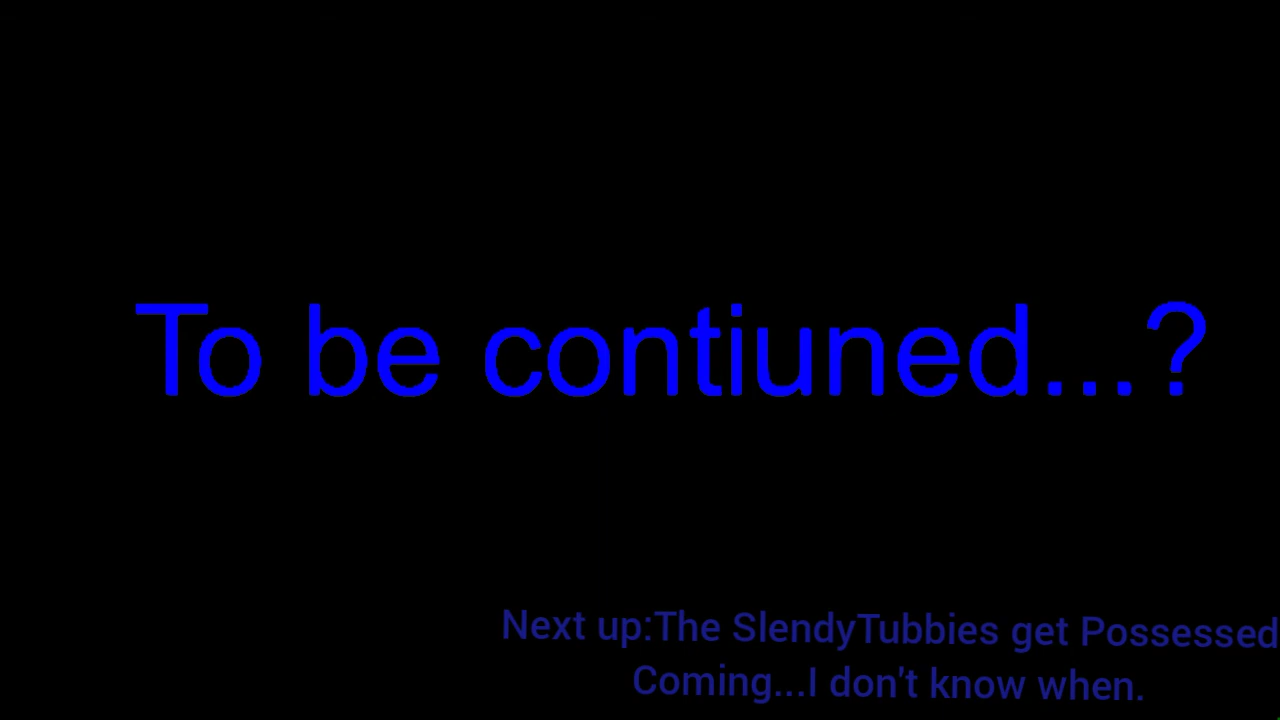 To be contiuned...?
Next up:The SlendyTubbies get Possessed
Coming...I don't know when.